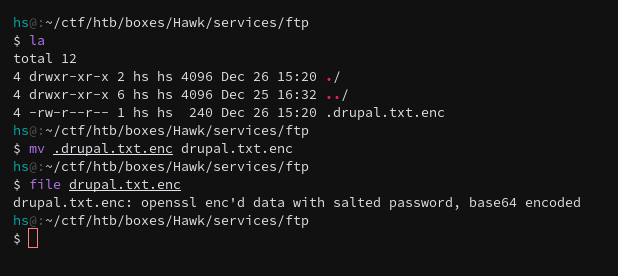 hs@:~/ctf/htb/boxes/Hawk/services/ftp
$ la
total 12
4 drwxr-xr-x 2 hs hs 4096 Dec 26 15:20 ./
4 drwxr-xr-x 6 hs hs 4096 Dec 25 16:32 ../
4 -rw-r--r-- 1 hs hs  240 Dec 26 15:20 .drupal.txt.enc
hs@:~/ctf/htb/boxes/Hawk/services/ftp
$ mv .drupal.txt.enc drupal.txt.enc
hs@:~/ctf/htb/boxes/Hawk/services/ftp
$ file drupal.txt.enc
drupal.txt.enc: openssl enc'd data with salted password, base64 encoded
hs@:~/ctf/htb/boxes/Hawk/services/ftp
$